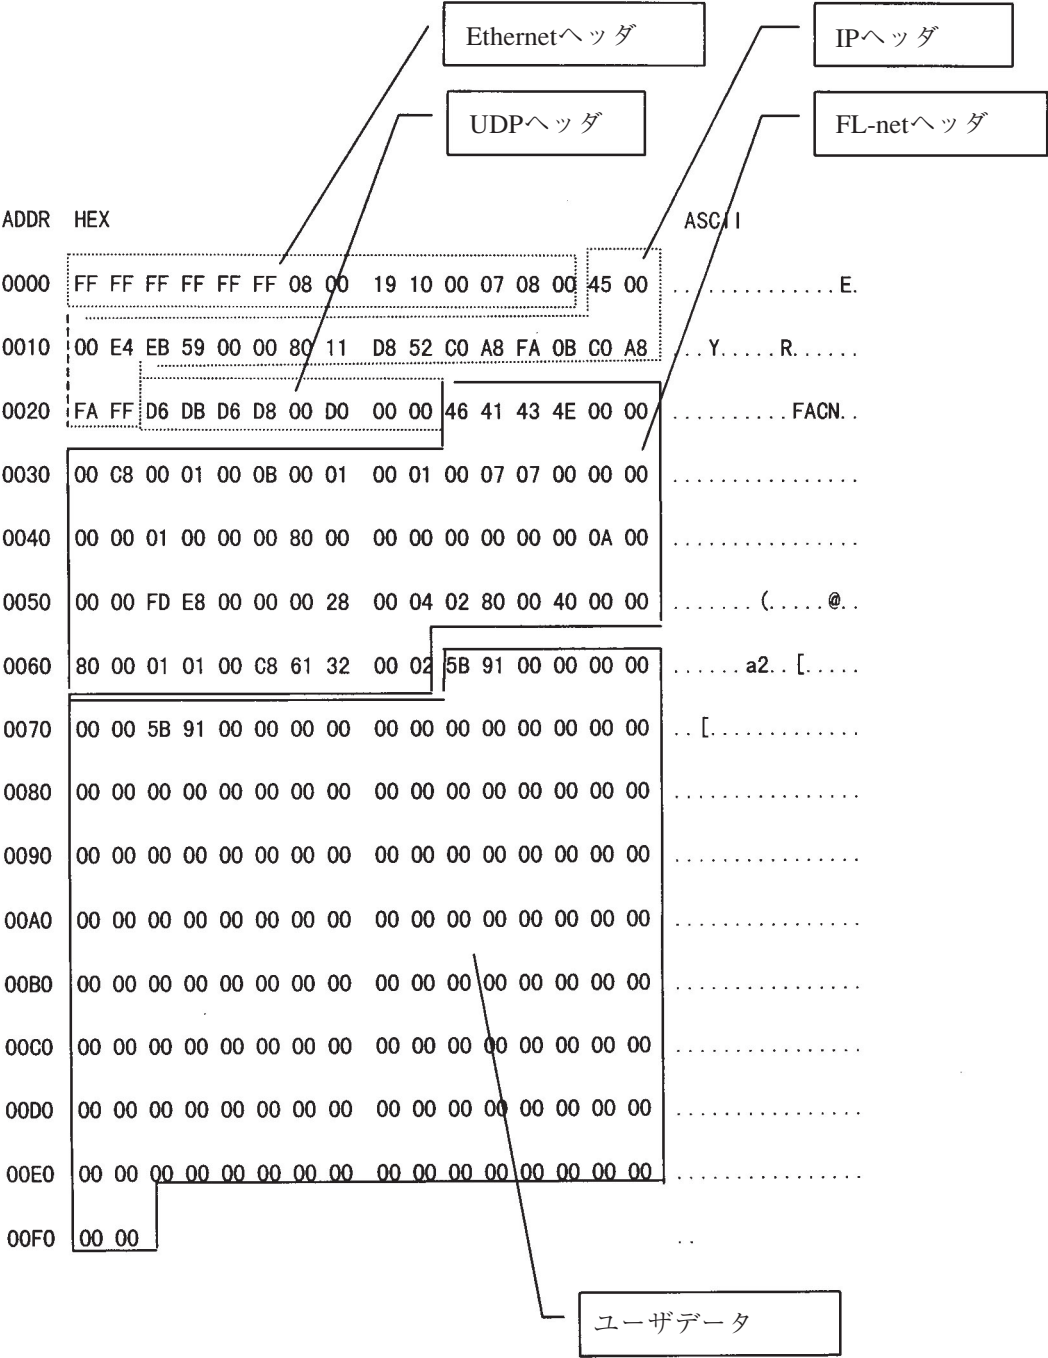 Ethernetヘッダ
IPヘッダ
UDPヘッダ
FL-netヘッダ
ADDR HEX ASCII
0000 FF FF FF FF FF FF 08 00 19 10 00 07 08 00 45 00 ..............E.
0010 00 E4 EB 59 00 00 80 11 D8 52 C0 A8 FA 0B C0 A8 ...Y.....R......
0020 FA FF D6 DB D6 D8 00 D0 00 00 46 41 43 4E 00 00 ..........FACN..
0030 00 C8 00 01 00 0B 00 01 00 01 00 07 07 00 00 00 ................
0040 00 00 01 00 00 00 80 00 00 00 00 00 00 00 0A 00 ................
0050 00 00 FD E8 00 00 00 28 00 04 02 80 00 40 00 00 .......(.....@..
0060 80 00 01 01 00 C8 61 32 00 02 5B 91 00 00 00 00 ......a2..[.....
0070 00 00 5B 91 00 00 00 00 00 00 00 00 00 00 00 00 ..[.............
0080 00 00 00 00 00 00 00 00 00 00 00 00 00 00 00 00 ................
0090 00 00 00 00 00 00 00 00 00 00 00 00 00 00 00 00 ................
00A0 00 00 00 00 00 00 00 00 00 00 00 00 00 00 00 00 ................
00B0 00 00 00 00 00 00 00 00 00 00 00 00 00 00 00 00 ................
00C0 00 00 00 00 00 00 00 00 00 00 00 00 00 00 00 00 ................
00D0 00 00 00 00 00 00 00 00 00 00 00 00 00 00 00 00 ................
00E0 00 00 00 00 00 00 00 00 00 00 00 00 00 00 00 00 ................
00F0 00 00 ..
ユーザデータ